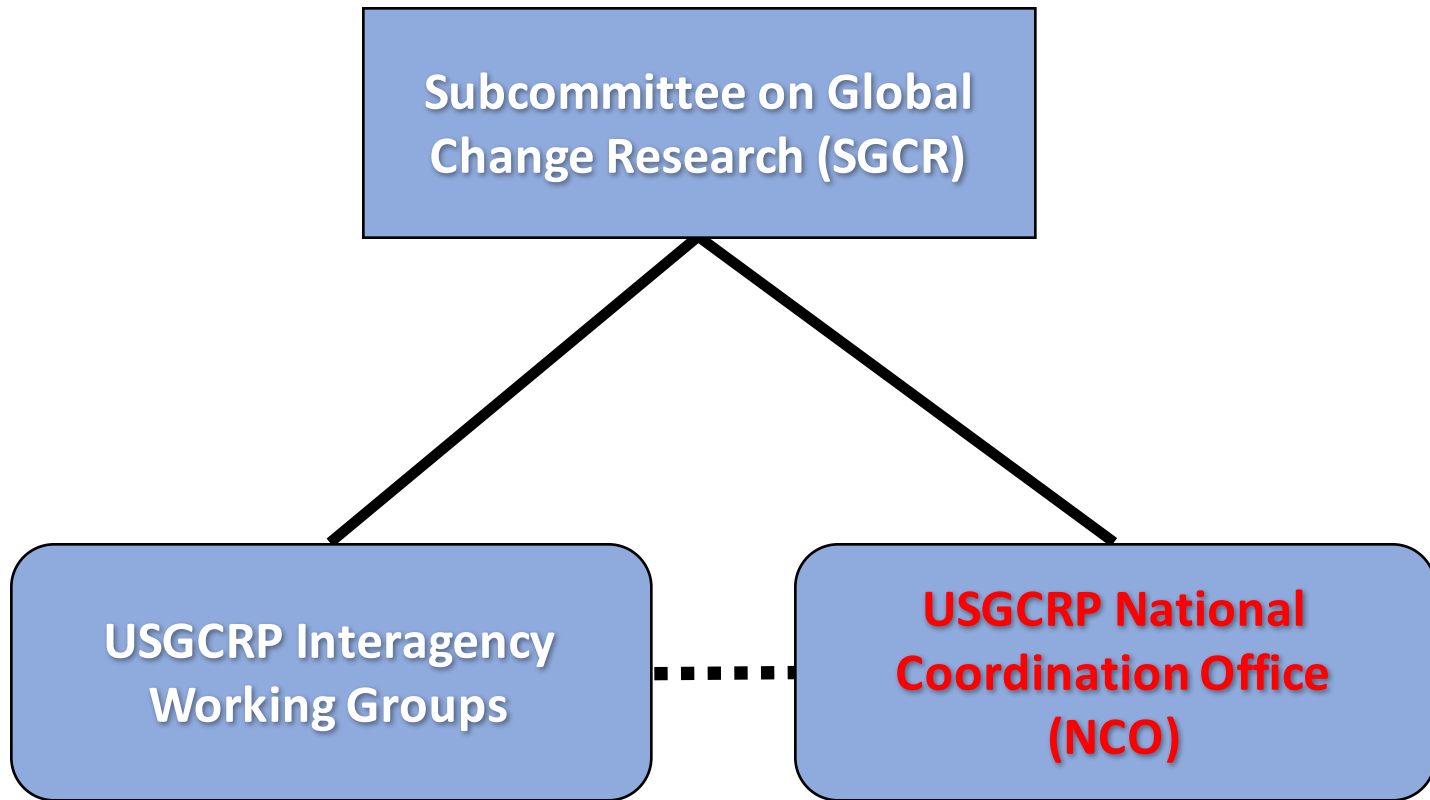 Subcommittee on Global
Change Research (SGCR)
USGCRP Interagency
Working Groups
USGCRP National
Coordination Office
(NCO)